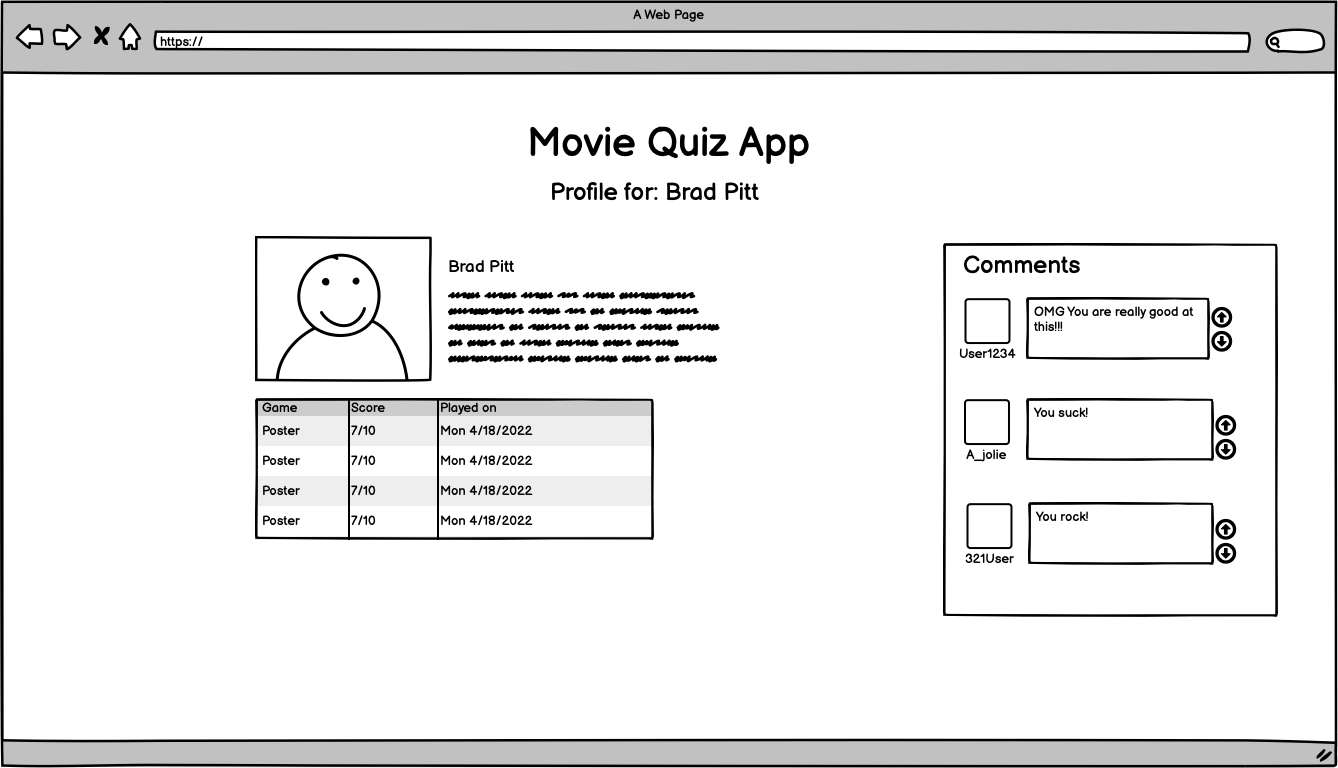 A Web Page
https://
Movie Quiz App
Profile for: Brad Pitt
Brad Pitt
Game Score Played on
Poster 7/10 Mon 4/18/2022
Poster 7/10 Mon 4/18/2022
Poster 7/10 Mon 4/18/2022
Poster 7/10 Mon 4/18/2022
Comments
OMG You are really good at
this!!!
User1234
You suck!
A_jolie
You rock!
321User